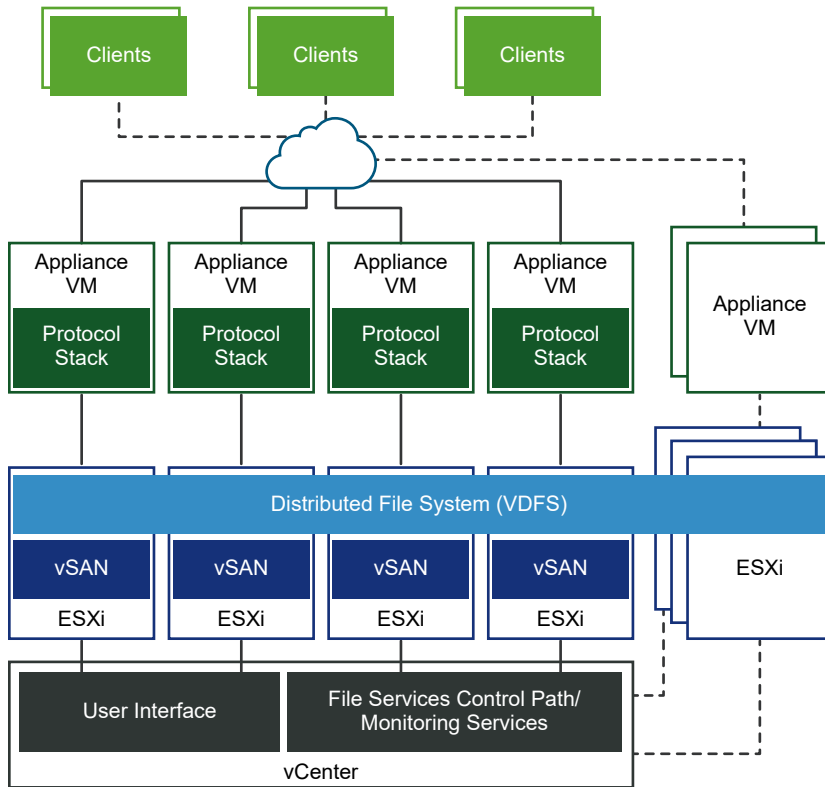 Clients
Clients
Clients
Appliance
VM
Appliance
VM
Appliance
VM
Appliance
VM
Appliance
VM
Protocol
Stack
Protocol
Stack
Protocol
Stack
Protocol
Stack
Distributed File System (VDFS)
vSAN
vSAN
vSAN
vSAN
ESXi
ESXi
ESXi
ESXi
ESXi
User Interface
File Services Control Path/
Monitoring Services
vCenter